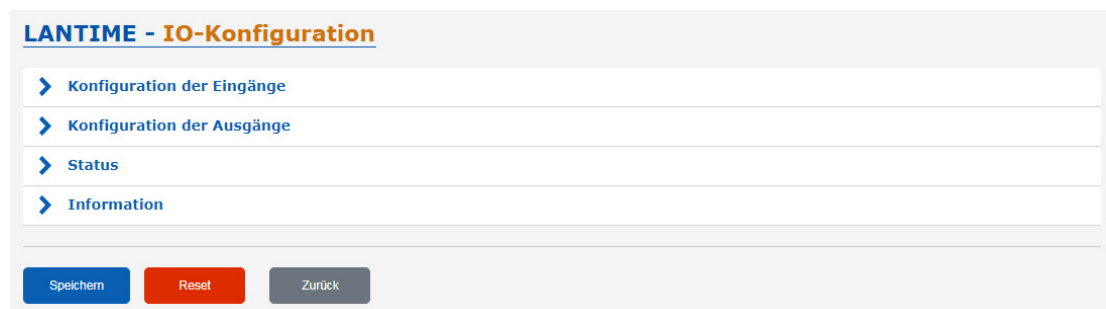 LANTIME - IO-Konfiguration
Konfiguration der Eingänge
Konfiguration der Ausgänge
Status
Information
Speichern Reset Zurück